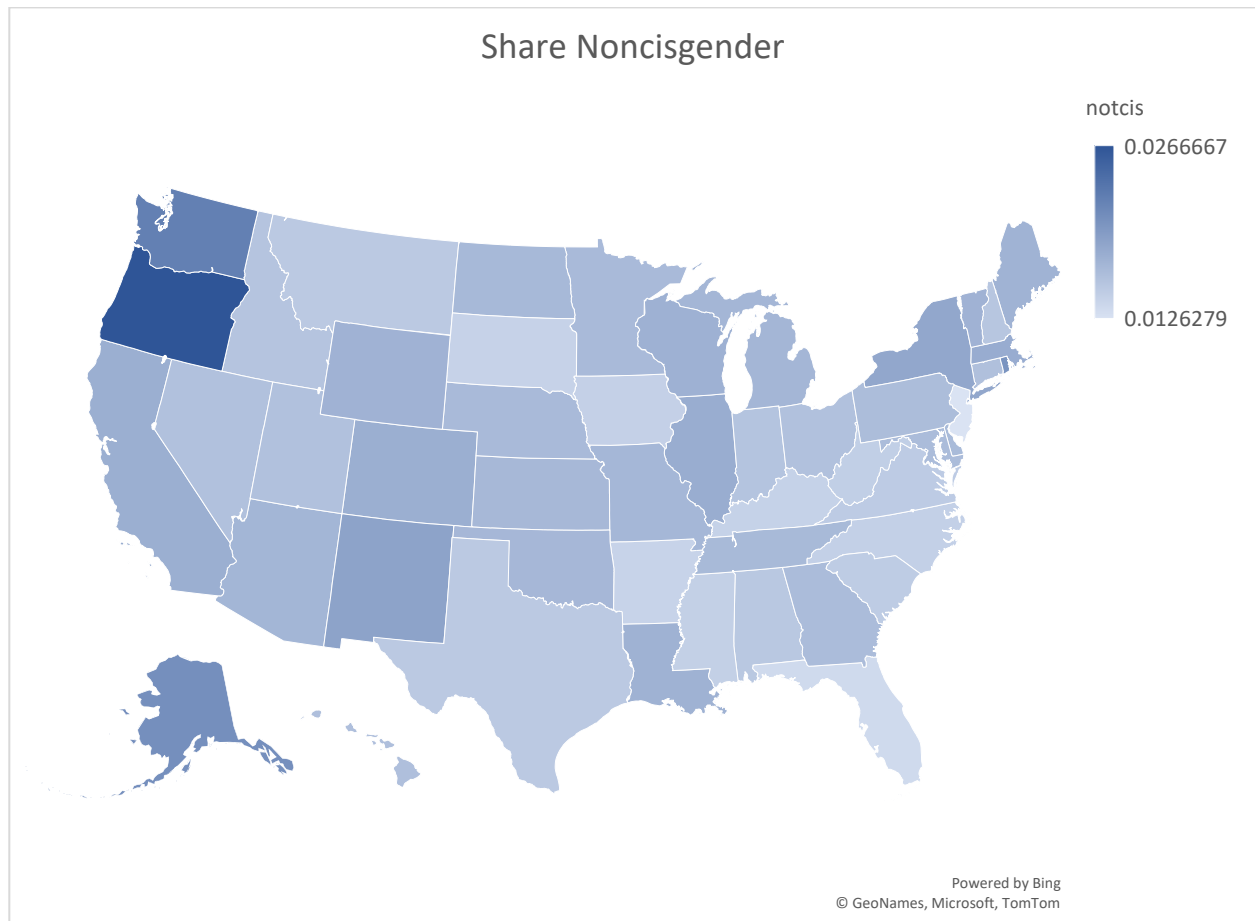 Share Noncisgender
notcis
0.0266667
0.0126279
Powered by Bing
© GeoNames, Microsoft, TomTom